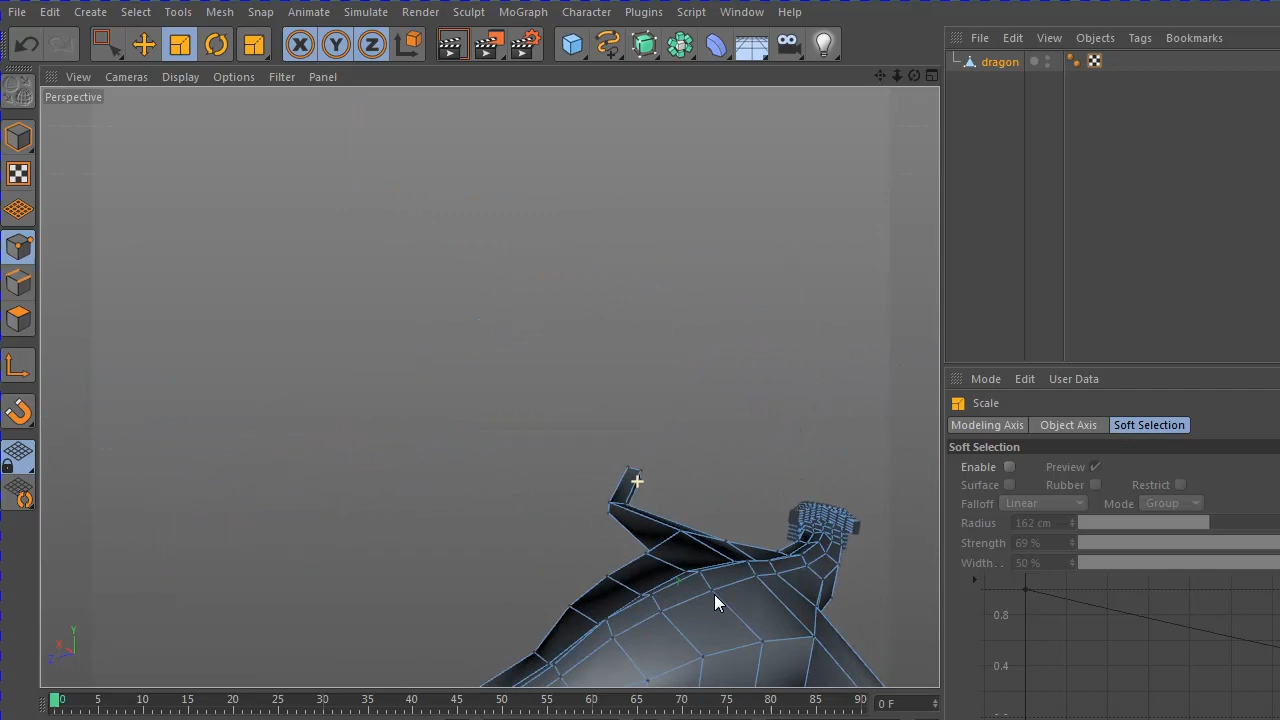 File Edit Create Select Tools Mesh Snap Animate Simulate Render Sculpt MoGraph Character Plugins Script Window Help
File Edit View Objects Tags Bookmarks
dragon
View Cameras Display Options Filter Panel
Perspective
X Y Z
Mode Edit User Data
Scale
Modeling Axis Object Axis Soft Selection
Soft Selection
Enable Preview
Surface Rubber Restrict
Falloff Linear Mode Group
Radius 162 cm
Strength 69 %
Width . . 50 %
0.8
0.4
Y
X
Z
0 5 10 15 20 25 30 35 40 45 50 55 60 65 70 75 80 85 90 0 F